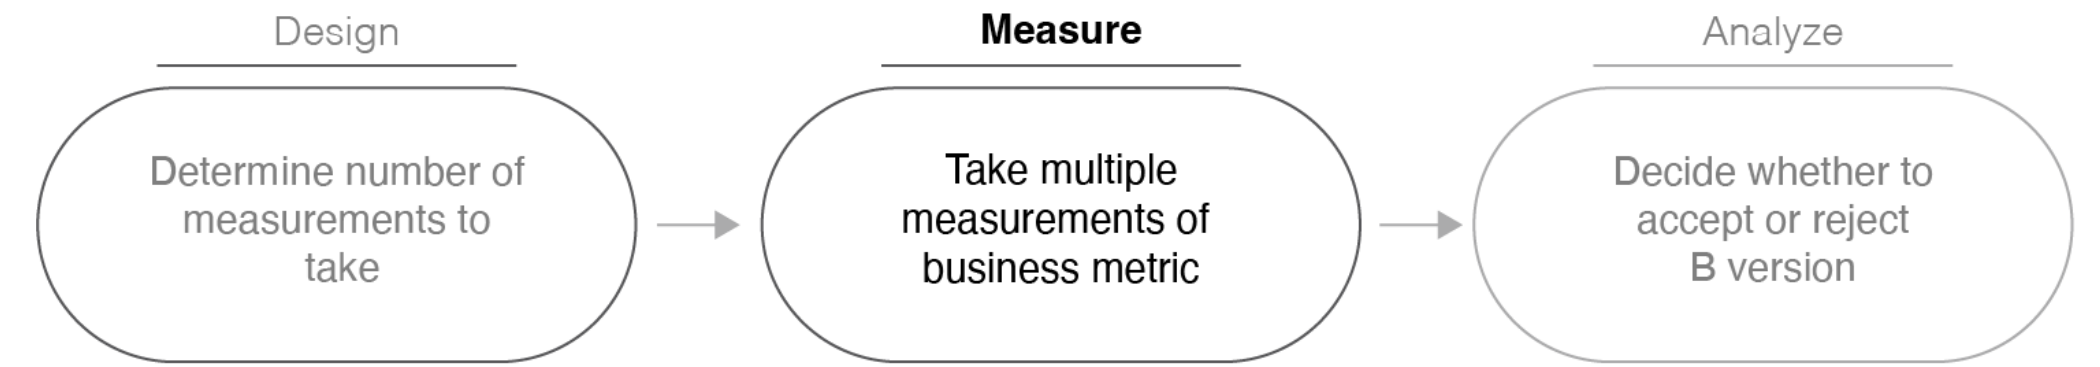 Design
Determine number of
measurements to
take
Measure
Take multiple
measurements of
business metric
Analyze
Decide whether to
accept or reject
B version